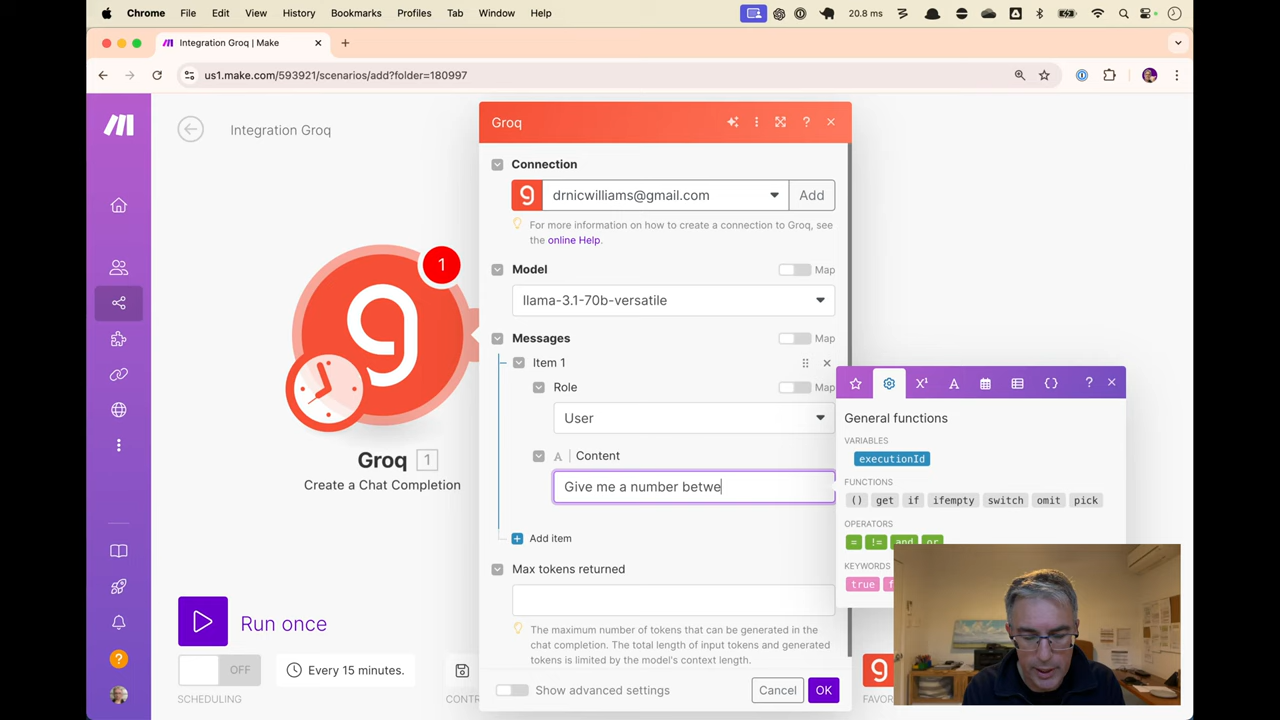 Chrome File Edit View History Bookmarks Profiles Tab Window Help
20.8 ms
Integration Groq | Make
us1.make.com/593921/scenarios/add?folder=180997
Integration Groq
Groq
Connection
drnicwilliams@gmail.com
Add
For more information on how to create a connection to Groq, see
the online Help.
Model
Map
llama-3.1-70b-versatile
Messages
Map
Item 1
Role
Map
User
A
Content
Give me a number betwe
Add item
Max tokens returned
The maximum number of tokens that can be generated in the
chat completion. The total length of input tokens and generated
tokens is limited by the model's context length.
Show advanced settings
Cancel
OK
1
Groq 1
Create a Chat Completion
General functions
VARIABLES
executionId
FUNCTIONS
() get if ifempty switch omit pick
OPERATORS
= != and or
KEYWORDS
true
Run once
OFF
Every 15 minutes.
SCHEDULING